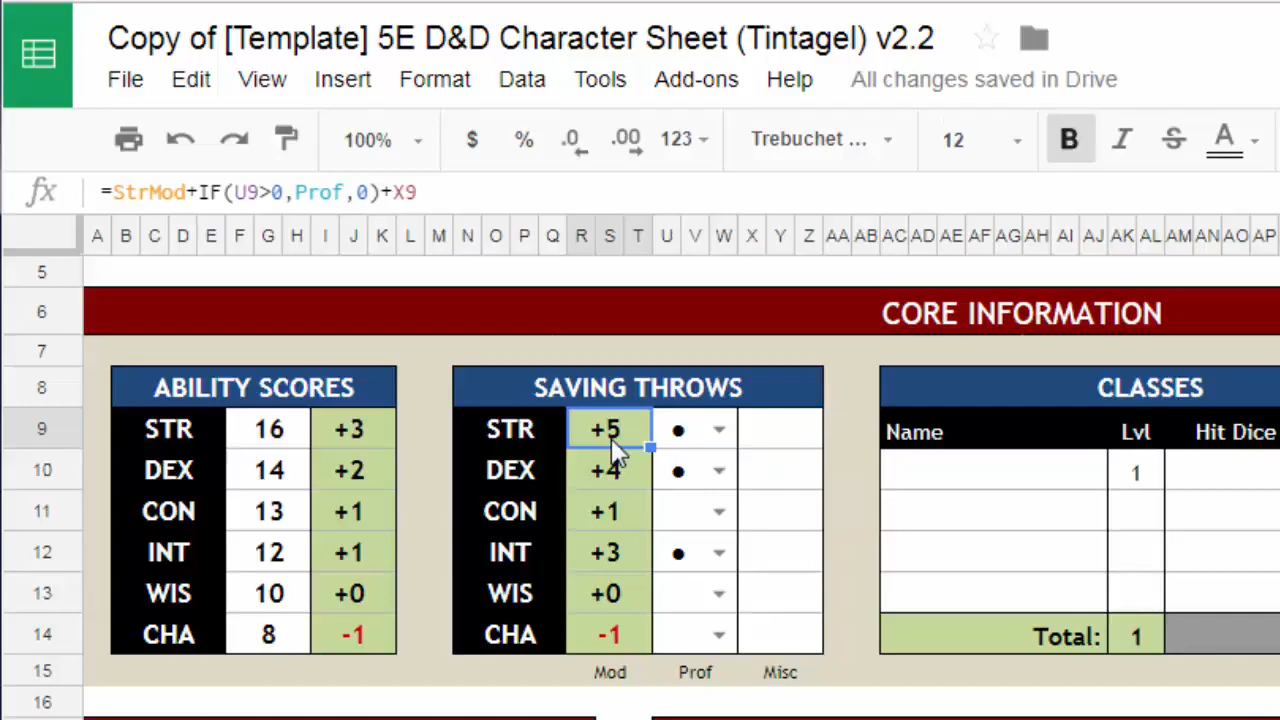 Copy of [Template] 5E D&D Character Sheet (Tintagel) v2.2
File Edit View Insert Format Data Tools Add-ons Help All changes saved in Drive
100% $ % .0 .00 123 Trebuchet ... 12 B I S A
fx =StrMod+IF(U9>0,Prof,0)+X9
A B C D E F G H I J K L M N O P Q R S T U V W X Y Z AA AB AC AD AE AF AG AH AI AJ AK AL AM AN AO AP
5
6 CORE INFORMATION
7
8 ABILITY SCORES SAVING THROWS CLASSES
9 STR 16 +3 STR +5 ● Name Lvl Hit Dice
10 DEX 14 +2 DEX +4 ● 1
11 CON 13 +1 CON +1
12 INT 12 +1 INT +3 ●
13 WIS 10 +0 WIS +0
14 CHA 8 -1 CHA -1 Total: 1
15 Mod Prof Misc
16